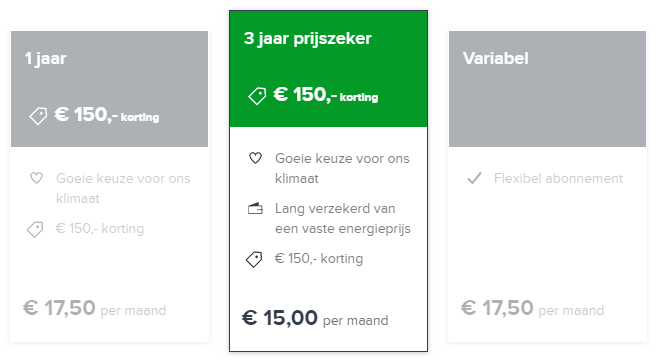 1 jaar
€ 150,- korting
Goeie keuze voor ons
klimaat
€ 150,- korting
€ 17,50 per maand
3 jaar prijszeker
€ 150,- korting
Goeie keuze voor ons
klimaat
Lang verzekerd van
een vaste energieprijs
€ 150,- korting
€ 15,00 per maand
Variabel
Flexibel abonnement
€ 17,50 per maand